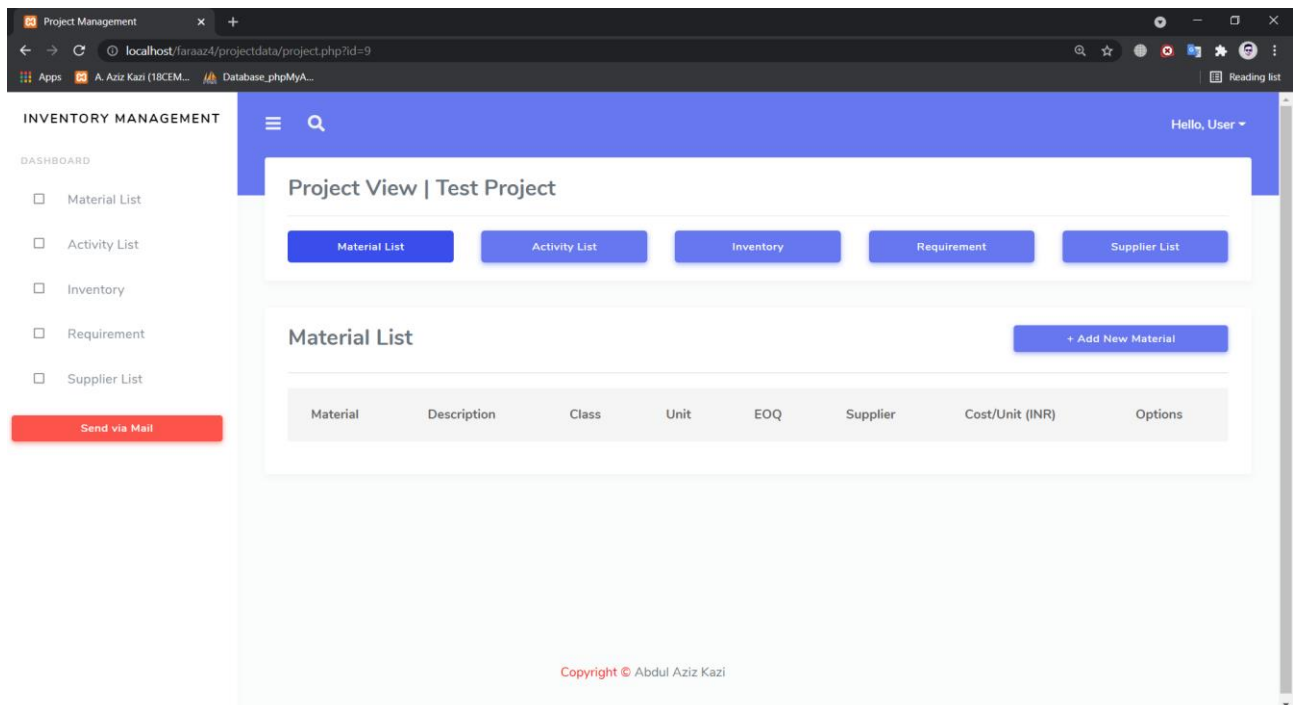 Project Management
localhost/faraaz4/projectdata/project.php?id=9
Apps A. Aziz Kazi (18CEM... Database_phpMyA... Reading list
INVENTORY MANAGEMENT
DASHBOARD
Material List
Activity List
Inventory
Requirement
Supplier List
Send via Mail
Hello, User
Project View | Test Project
Material List Activity List Inventory Requirement Supplier List
Material List + Add New Material
Material Description Class Unit EOQ Supplier Cost/Unit (INR) Options
Copyright © Abdul Aziz Kazi